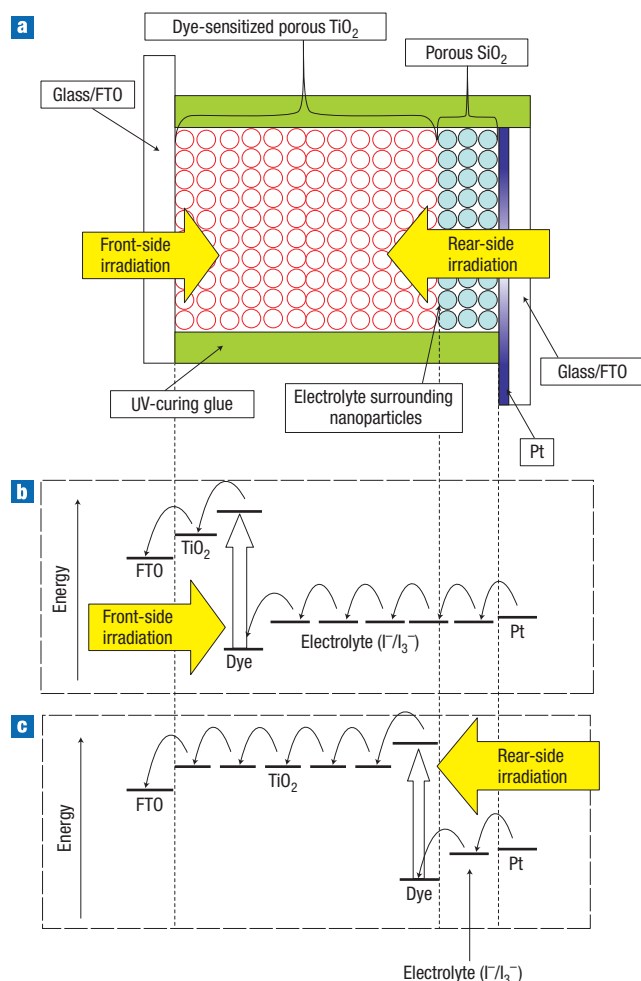 a
Dye-sensitized porous TiO₂
Porous SiO₂
Glass/FTO
Front-side
irradiation
Rear-side
irradiation
Glass/FTO
UV-curing glue
Electrolyte surrounding
nanoparticles
Pt
b
Energy
FTO
TiO₂
Front-side
irradiation
Dye
Electrolyte (I⁻/I₃⁻)
Pt
c
Energy
FTO
TiO₂
Rear-side
irradiation
Dye
Pt
Electrolyte (I⁻/I₃⁻)